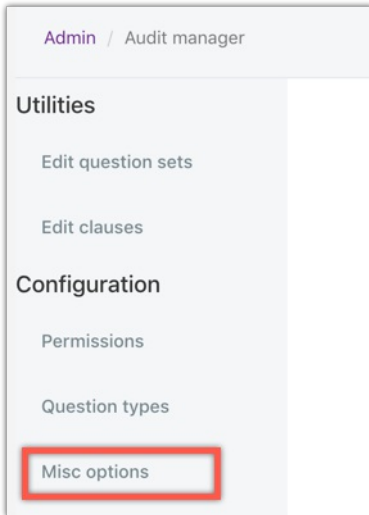 Admin / Audit manager
Utilities
Edit question sets
Edit clauses
Configuration
Permissions
Question types
Misc options